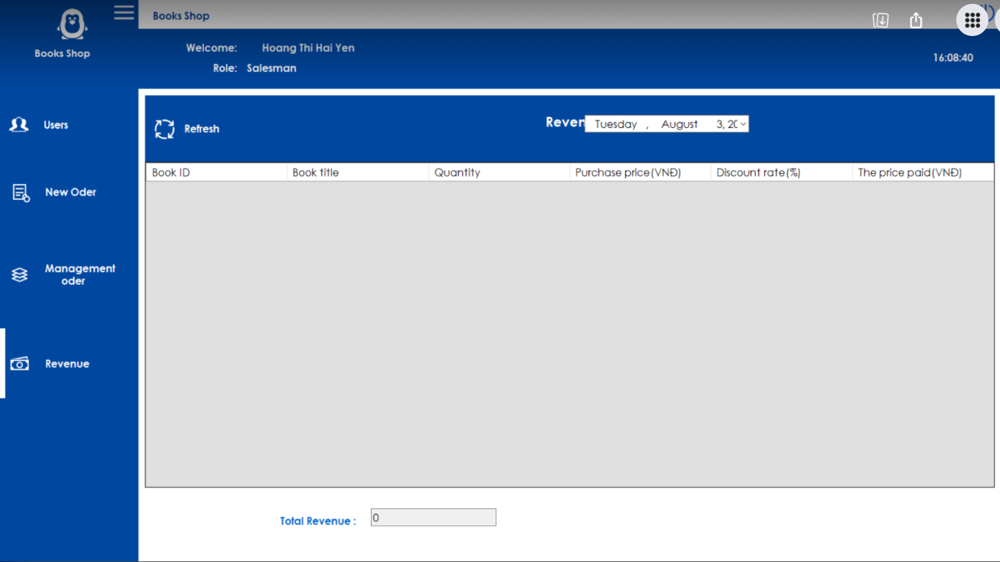 Books Shop
Books Shop
Welcome: Hoang Thi Hai Yen
Role: Salesman
16:08:40
Users
New Oder
Management
oder
Revenue
Refresh
Tuesday , August 3,
Book ID Book title Quantity Purchase price(VNĐ) Discount rate(%) The price paid(VNĐ)
Total Revenue : 0